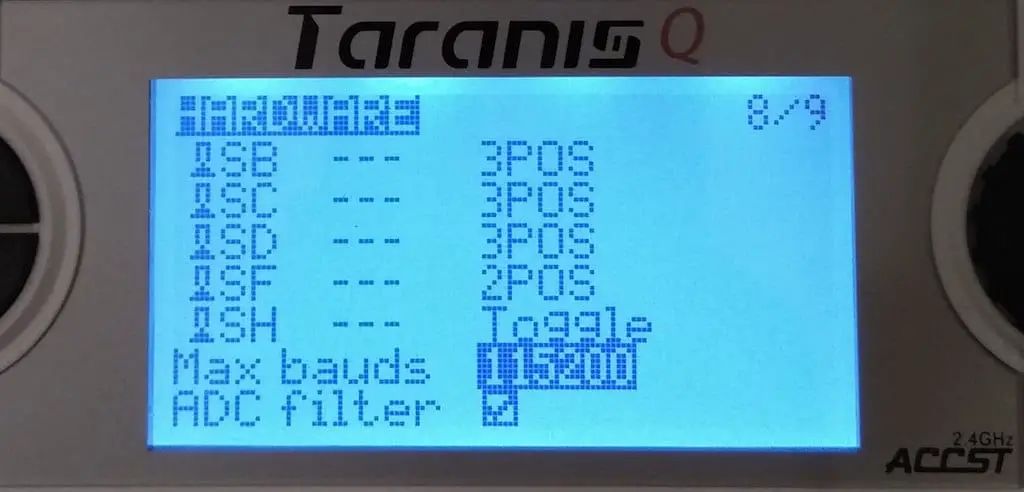 Taranis Q
HARDWARE 8/9
SB --- 3POS
SC --- 3POS
SD --- 3POS
SF --- 2POS
SH --- Toggle
Max bauds 115200
ADC filter
2.4GHz
ACCST